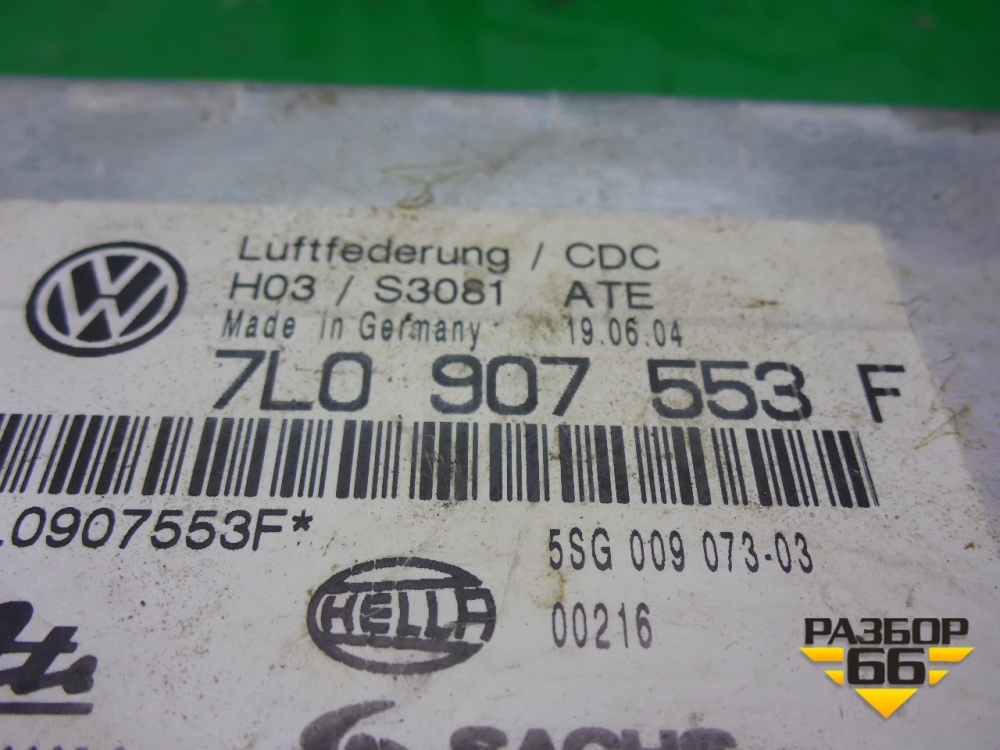 Luftfederung / CDC
H03 / S3081 ATE
Made in Germany 19.06.04
7L0 907 553 F
L0907553F*
5SG 009 073-03
HELLA
00216
SACHS
РАЗБОР
66